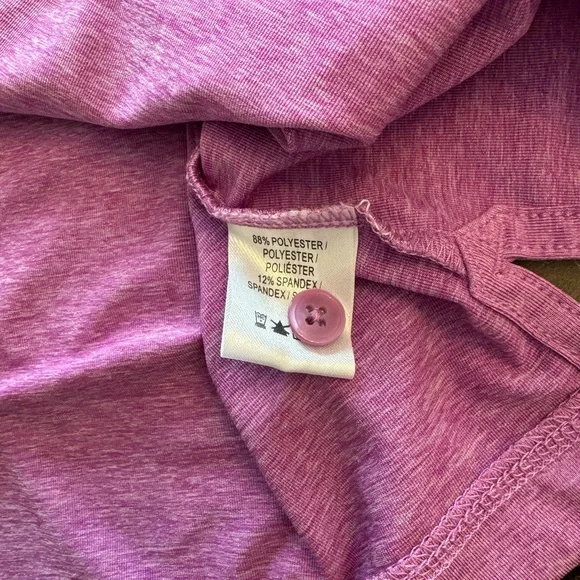 88% POLYESTER /
POLYESTER /
POLIÉSTER
12% SPANDEX /
SPANDEX /